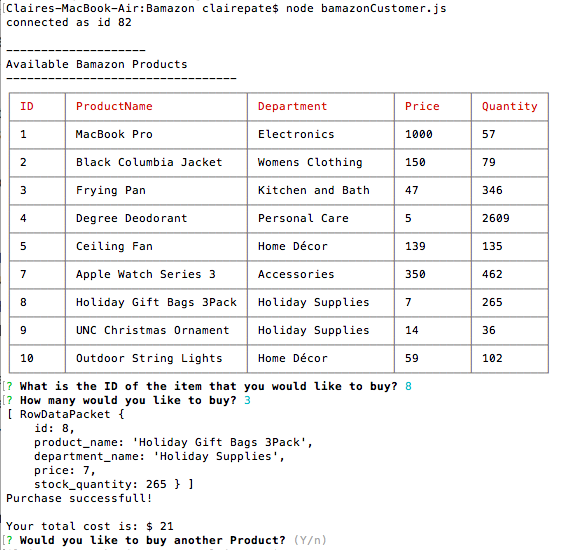 Claires-MacBook-Air:Bamazon clairepate$ node bamazonCustomer.js
connected as id 82
--------------------
Available Bamazon Products
---------------------------------
ID ProductName Department Price Quantity
1 MacBook Pro Electronics 1000 57
2 Black Columbia Jacket Womens Clothing 150 79
3 Frying Pan Kitchen and Bath 47 346
4 Degree Deodorant Personal Care 5 2609
5 Ceiling Fan Home Décor 139 135
7 Apple Watch Series 3 Accessories 350 462
8 Holiday Gift Bags 3Pack Holiday Supplies 7 265
9 UNC Christmas Ornament Holiday Supplies 14 36
10 Outdoor String Lights Home Décor 59 102
? What is the ID of the item that you would like to buy? 8
? How many would you like to buy? 3
[ RowDataPacket {
id: 8,
product_name: 'Holiday Gift Bags 3Pack',
department_name: 'Holiday Supplies',
price: 7,
stock_quantity: 265 } ]
Purchase successfull!
Your total cost is: $ 21
? Would you like to buy another Product? (Y/n)